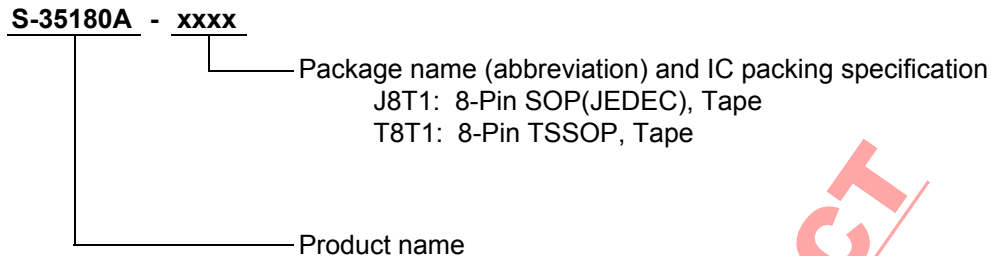 S-35180A - xxxx
Package name (abbreviation) and IC packing specification
J8T1: 8-Pin SOP(JEDEC), Tape
T8T1: 8-Pin TSSOP, Tape
CT
Product name